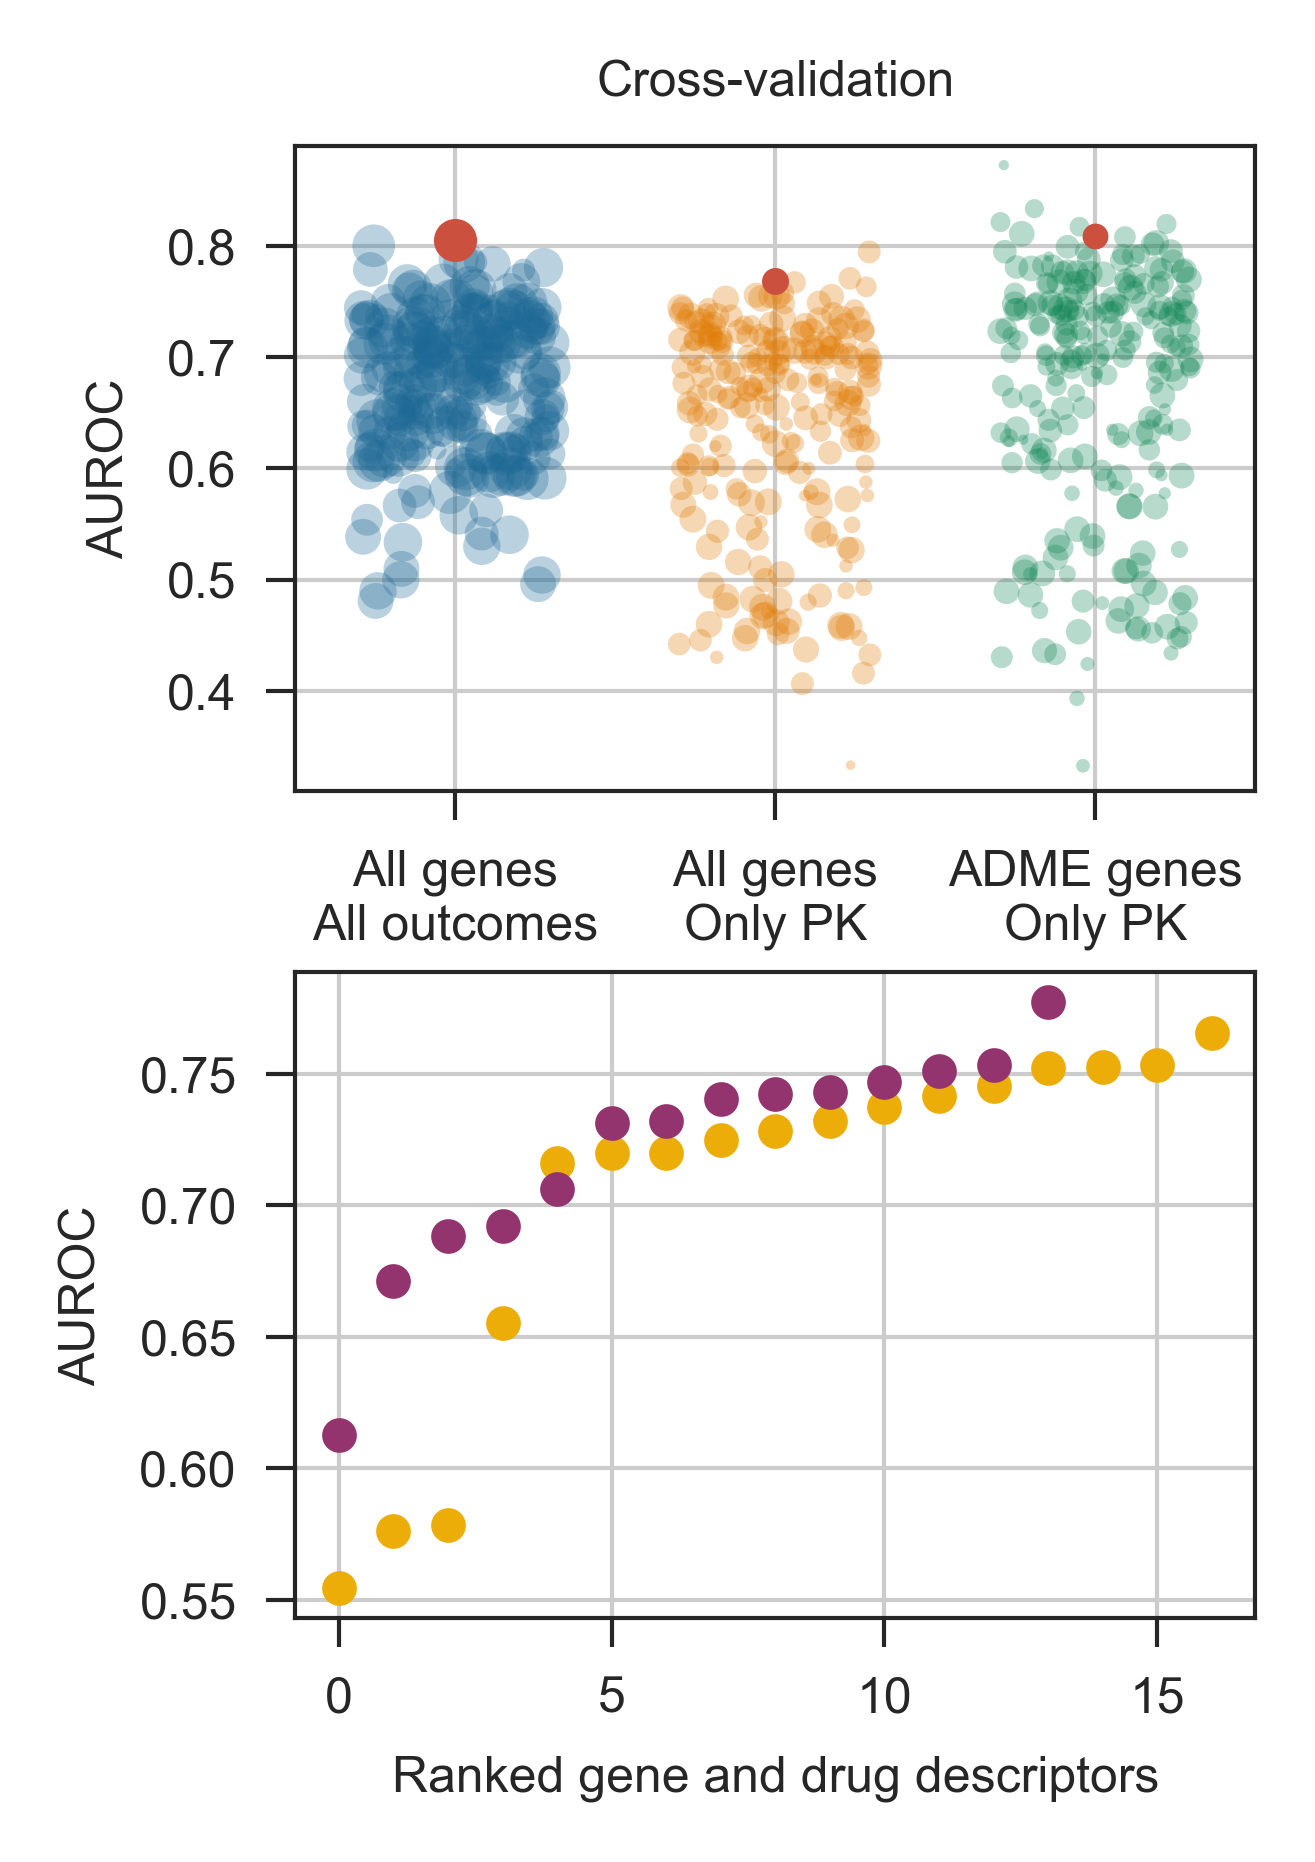 Cross-validation
0.8
0.7
0.6
0.5
0.4
AUROC
All genes
All outcomes
All genes
Only PK
ADME genes
Only PK
0.75
0.70
0.65
0.60
0.55
AUROC
0 5 10 15
Ranked gene and drug descriptors